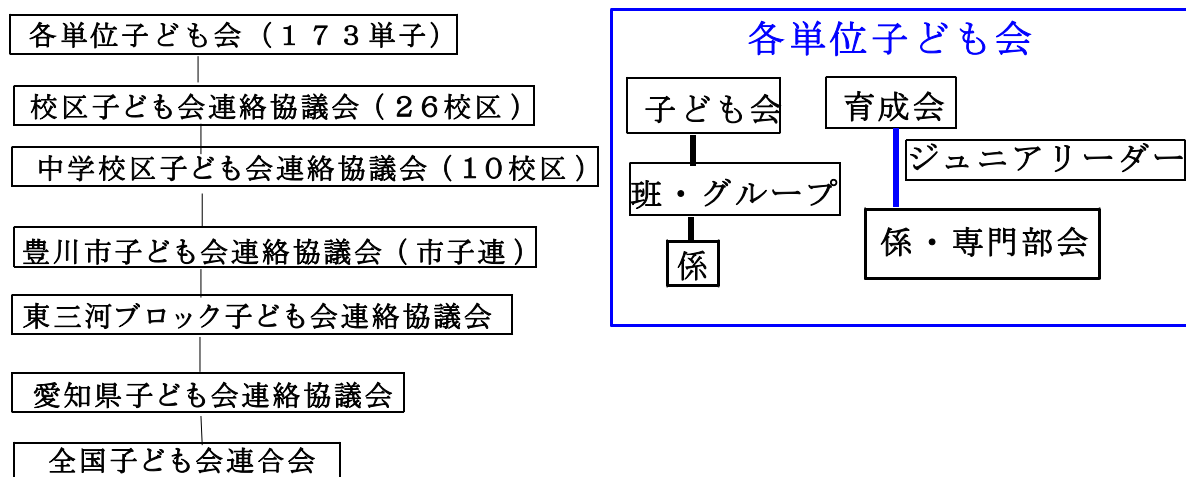 各単位子ども会（１７３単子）
校区子ども会連絡協議会（２６校区）
中学校区子ども会連絡協議会（１０校区）
豊川市子ども会連絡協議会（市子連）
東三河ブロック子ども会連絡協議会
愛知県子ども会連絡協議会
全国子ども会連合会
各単位子ども会
子ども会
班・グループ
係
育成会
ジュニアリーダー
係・専門部会